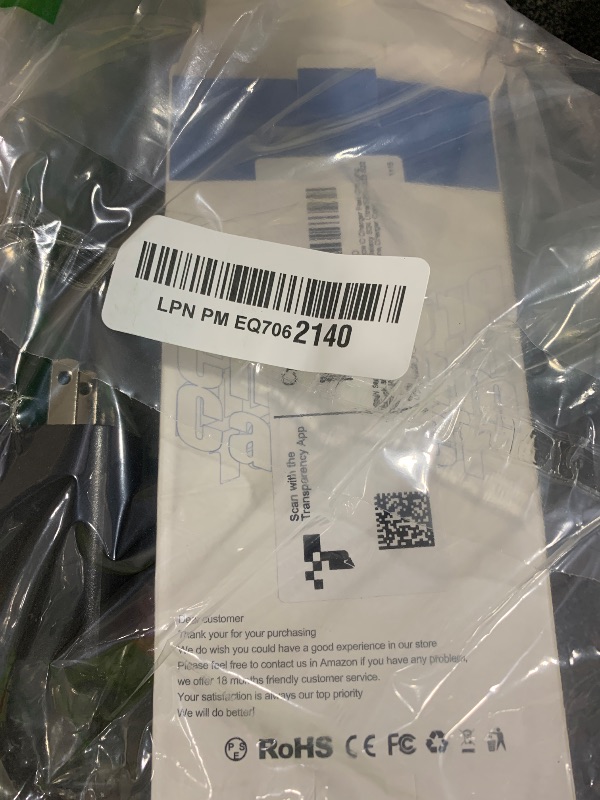 LPN PM EQ7062140
Scan with the
Transparency App
Dear customer
Thank your for your purchasing
We do wish you could have a good experience in our store
Please feel free to contact us in Amazon if you have any problem,
we offer 18 months friendly customer service.
Your satisfaction is always our top priority
We will do better!
PSE RoHS CE FC